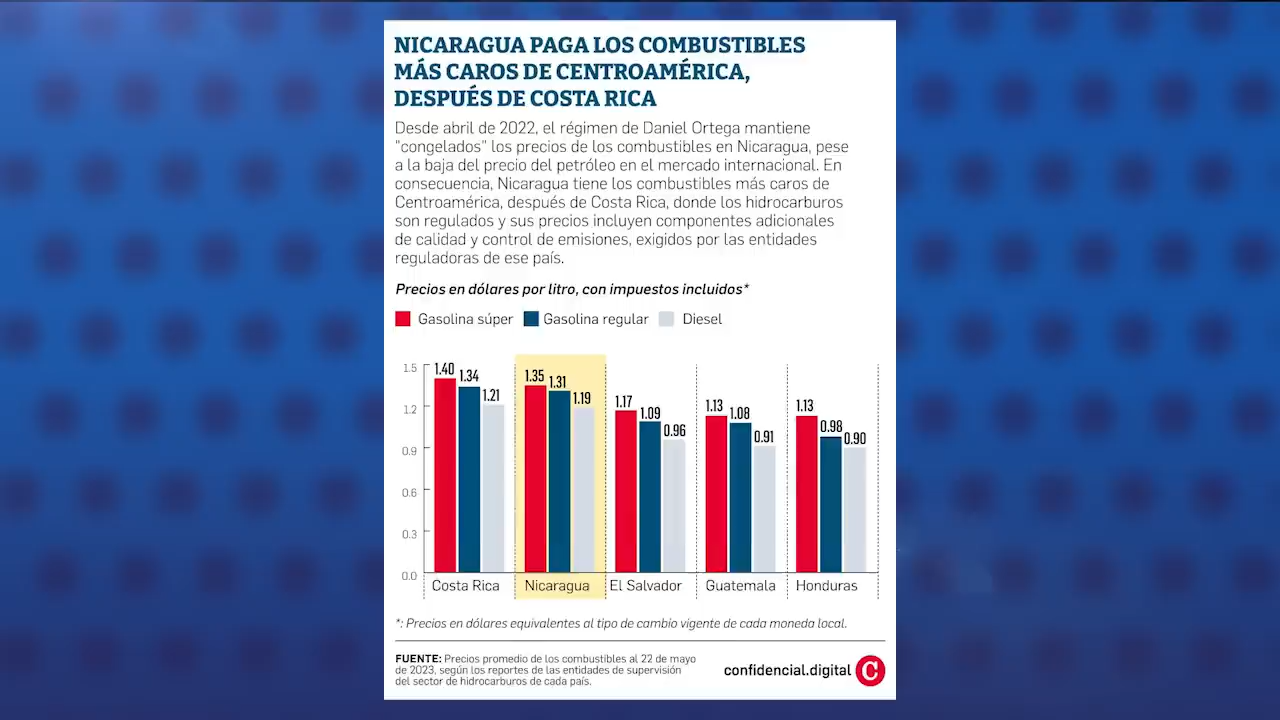 NICARAGUA PAGA LOS COMBUSTIBLES
MÁS CAROS DE CENTROAMÉRICA,
DESPUÉS DE COSTA RICA
Desde abril de 2022, el régimen de Daniel Ortega mantiene
"congelados" los precios de los combustibles en Nicaragua, pese
a la baja del precio del petróleo en el mercado internacional. En
consecuencia, Nicaragua tiene los combustibles más caros de
Centroamérica, después de Costa Rica, donde los hidrocarburos
son regulados y sus precios incluyen componentes adicionales
de calidad y control de emisiones, exigidos por las entidades
reguladoras de ese país.
Precios en dólares por litro, con impuestos incluidos*
Gasolina súper Gasolina regular Diesel
1.5
1.2
0.9
0.6
0.3
0.0
1.40 1.34 1.21
1.35 1.31 1.19
1.17 1.09 0.96
1.13 1.08 0.91
1.13 0.98 0.90
Costa Rica Nicaragua El Salvador Guatemala Honduras
*: Precios en dólares equivalentes al tipo de cambio vigente de cada moneda local.
FUENTE: Precios promedio de los combustibles al 22 de mayo
de 2023, según los reportes de las entidades de supervisión
del sector de hidrocarburos de cada país.
confidencial.digital C